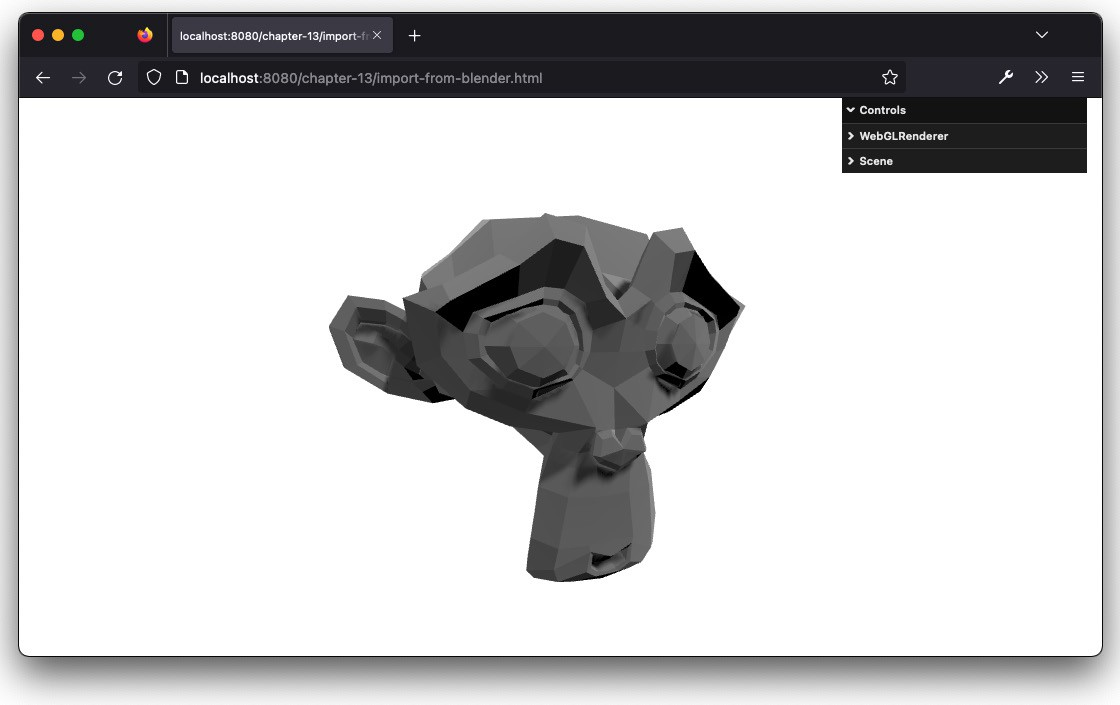 localhost:8080/chapter-13/import-fr
localhost:8080/chapter-13/import-from-blender.html
Controls
WebGLRenderer
Scene